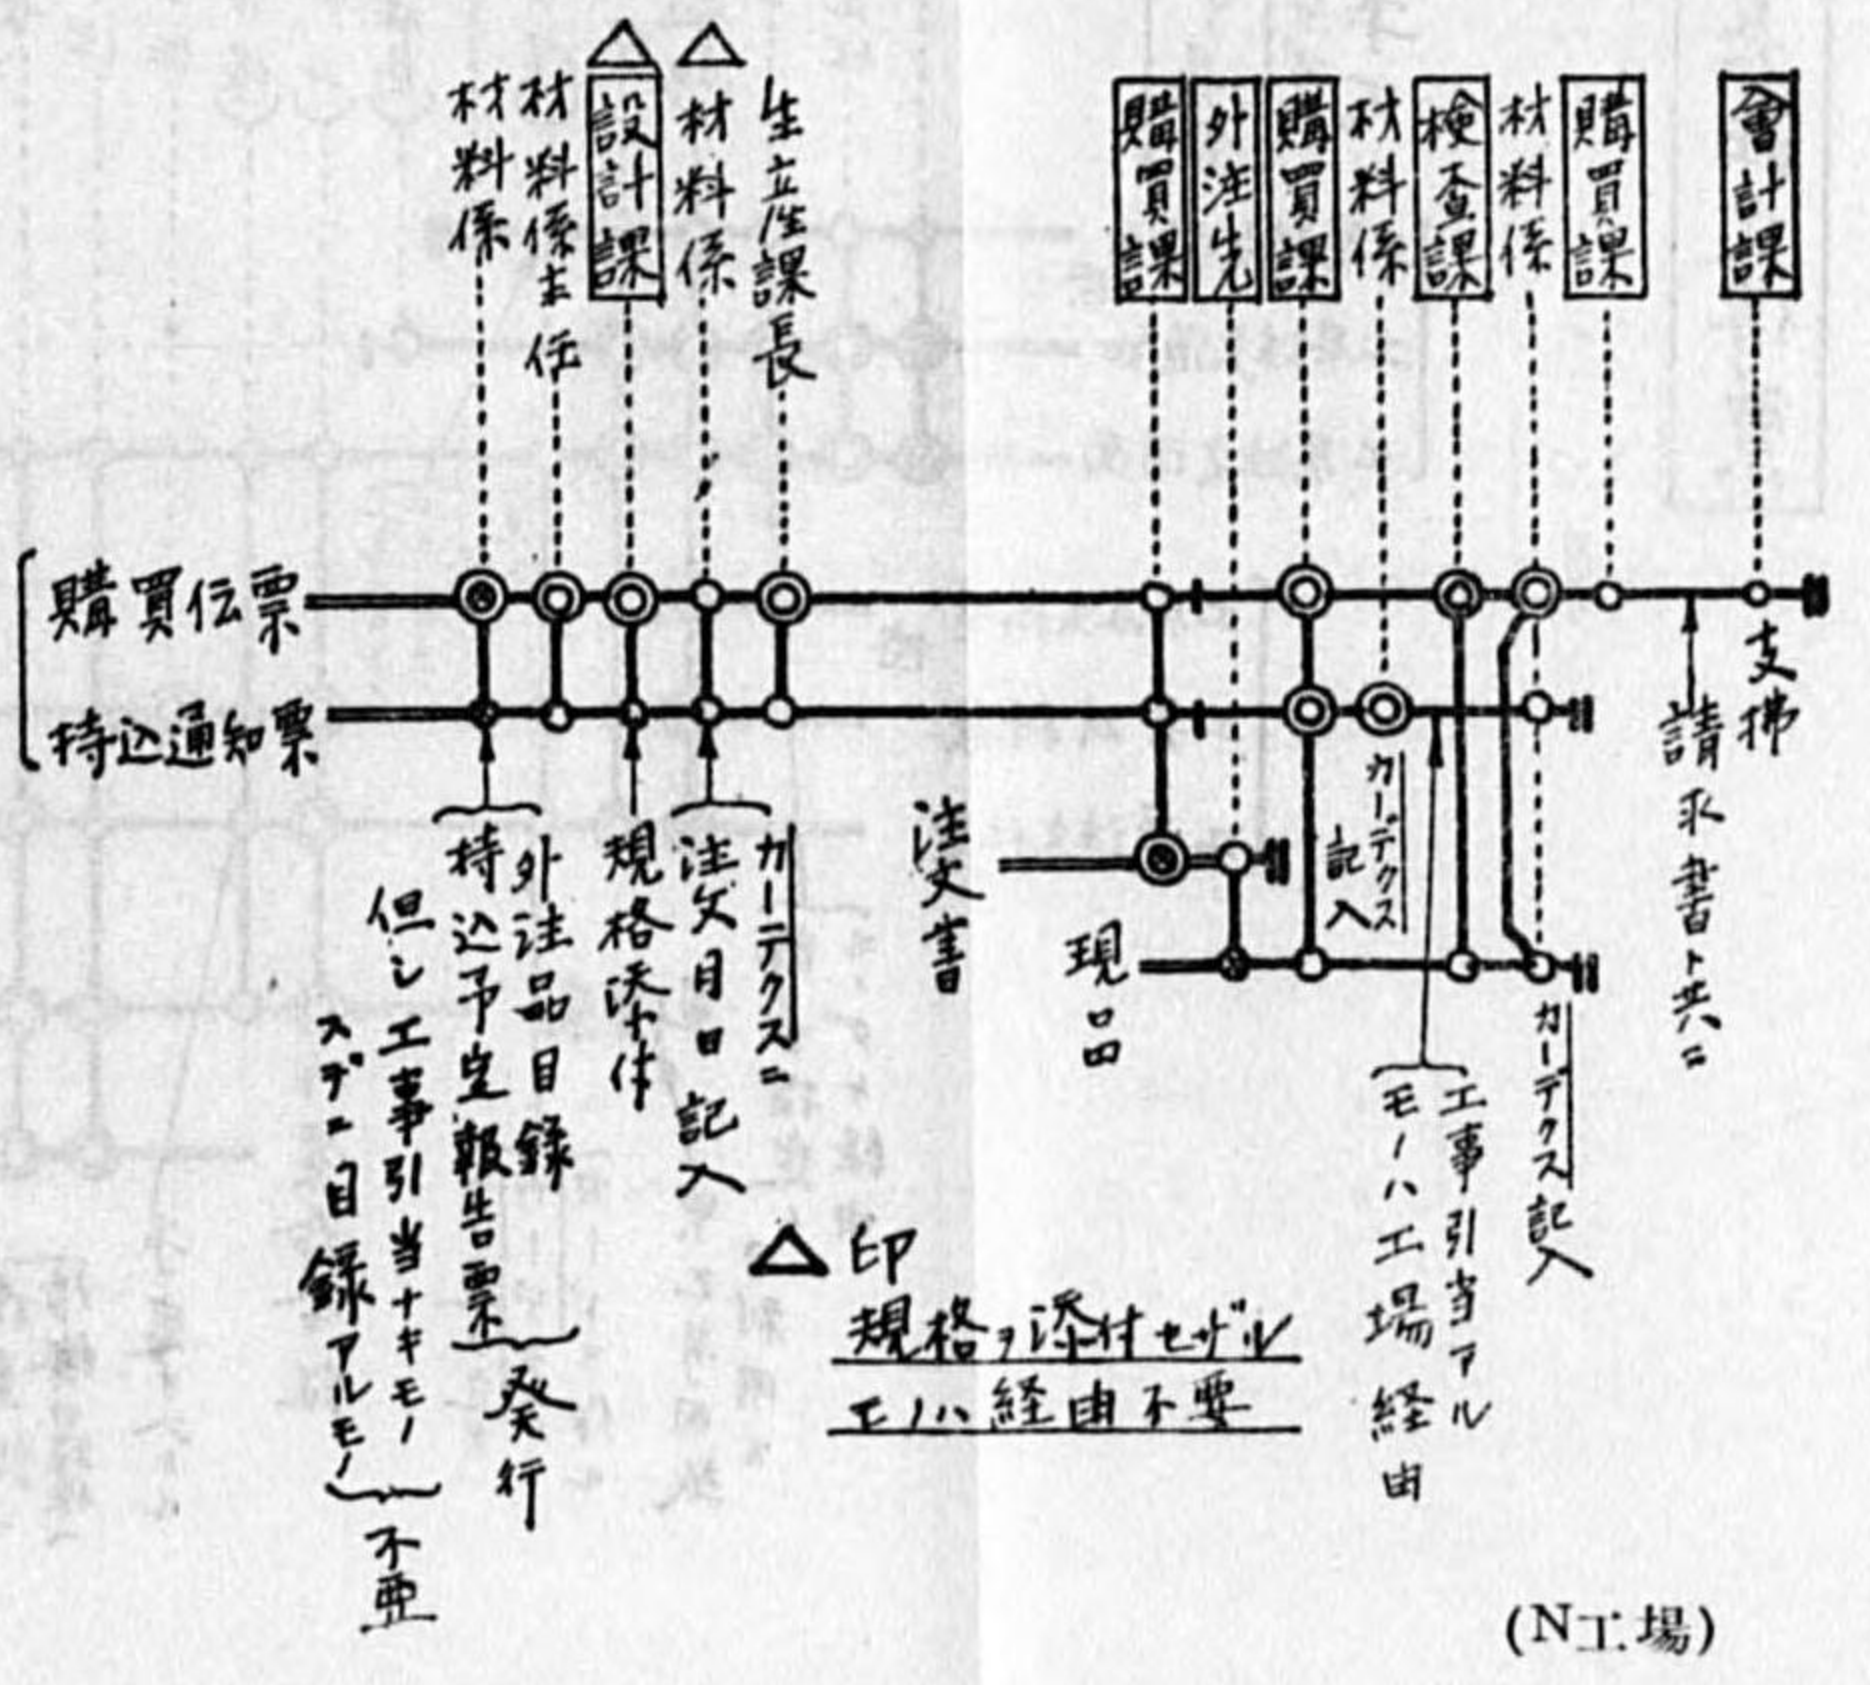 材料係
材料係主任
設計課
材料係
生産課長
購買課
外注先
購買課
材料係
検査課
材料係
購買課
會計課
購買伝票
持込通知票
外注品目録
持込予定報告票
発行
但シ工事引当ナキモノ
スデニ目録アルモノ
不要
規格添付
カーデクスニ
注文月日記入
注文書
現品
カーデクス
記入
工事引当アル
モノハ工場経由
カーデクス記入
請求書ト共ニ
支拂
△印
規格ヲ添付セザル
モノハ経由不要
(N工場)